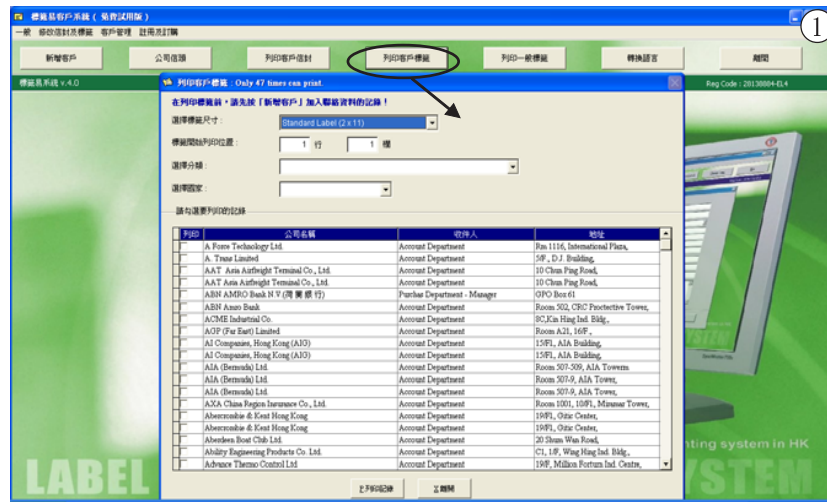 標籤易客戶系統 ( 免費試用版 )
一般 修改信封及標籤 客戶管理 註冊及訂購
1
新增客戶 公司信頭 列印客戶信封 列印客戶標籤 列印一般標籤 轉換語言 離開
標籤易系統 v.4.0
Reg Code : 20130804-EL4
列印客戶標籤 : Only 47 times can print.
在列印標籤前，請先按「新增客戶」加入聯絡資料的記錄！
選擇標籤尺寸 : Standard Label (2 x 11)
標籤開始列印位置 : 1 行 1 欄
選擇分類 :
選擇國家 :
請勾選要列印的記錄
列印 公司名稱 收件人 地址
A Force Technology Ltd. Account Department Rm 1116, International Plaza,
A. Trans Limited Account Department 5/F., D.J. Building,
AAT Asia Airfreight Terminal Co., Ltd. Account Department 10 Chun Ping Road,
AAT Asia Airfreight Terminal Co., Ltd. Account Department 10 Chun Ping Road,
ABN AMRO Bank N.V.(荷蘭銀行) Purchas Department - Manager GPO Box 61
ABN Amro Bank Account Department Room 502, CRC Proctective Tower,
ACME Industrial Co. Account Department 8C,Kin Hing Ind. Bldg.,
AOP (Far East) Limited Account Department Room A21, 16/F.,
AI Companies, Hong Kong (AIG) Account Department 15/Fl., AIA Building,
AI Companies, Hong Kong (AIG) Account Department 15/Fl., AIA Building,
AIA (Bermuda) Ltd. Account Department Room 507-509, AIA Towerns
AIA (Bermuda) Ltd. Account Department Room 507-9, AIA Tower,
AIA (Bermuda) Ltd. Account Department Room 507-9, AIA Tower,
AXA China Region Insurance Co., Ltd. Account Department Room 1001, 10/Fl., Miramar Tower,
Abercrombie & Kent Hong Kong Account Department 19/Fl., Gitic Center,
Abercrombie & Kent Hong Kong Account Department 19/Fl., Gitic Center,
Aberdeen Boat Club Ltd. Account Department 20 Shum Wan Road,
Ability Engineering Products Co. Ltd. Account Department C1, 1/F, Wing Hing Ind. Bldg.,
Advance Thermo Control Ltd Account Department 19/F, Million Fortum Ind. Centre,
P.列印記錄 X.離開
nting system in HK
LABEL
YSTEM